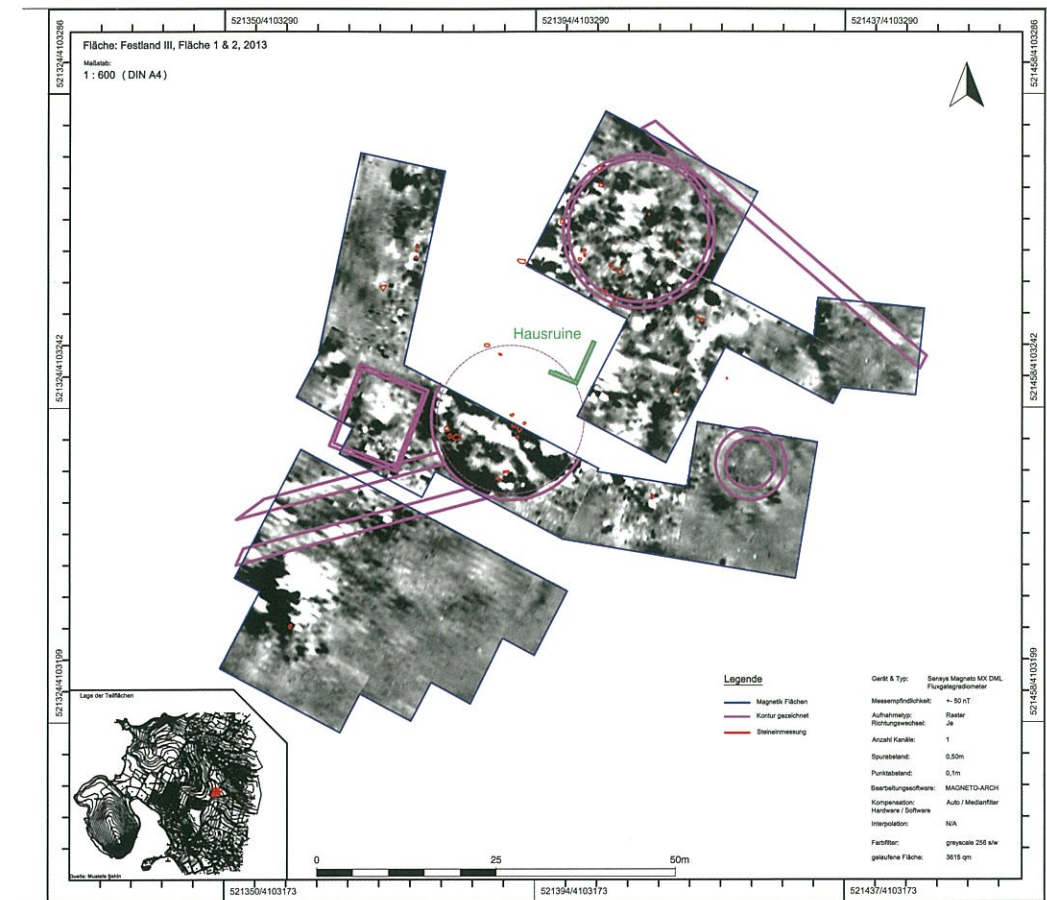 521350/4103290
521394/4103290
521437/4103290
521324/4103286
521458/4103286
Fläche: Festland III, Fläche 1 & 2, 2013
Maßstab:
1 : 600 ( DIN A4 )
Hausruine
521324/4103242
521458/4103242
521324/4103199
521458/4103199
Legende
Magnetik Flächen
Kontur gezeichnet
Steineinmessung
Gerät & Typ: Sensys Magneto MX DML
Fluxgategradiometer
Messempfindlichkeit: +- 50 nT
Aufnahmetyp: Raster
Richtungswechsel: Ja
Anzahl Kanäle: 1
Spurabstand: 0,50m
Punktabstand: 0,1m
Bearbeitungssoftware: MAGNETO-ARCH
Kompensation: Auto / Medianfilter
Hardware / Software
Interpolation: N/A
Farbfilter: greyscale 256 s/w
gelaufene Fläche: 3615 qm
Lage der Teilflächen
Quelle: Mustafa Şahin
0 25 50m
521350/4103173
521394/4103173
521437/4103173